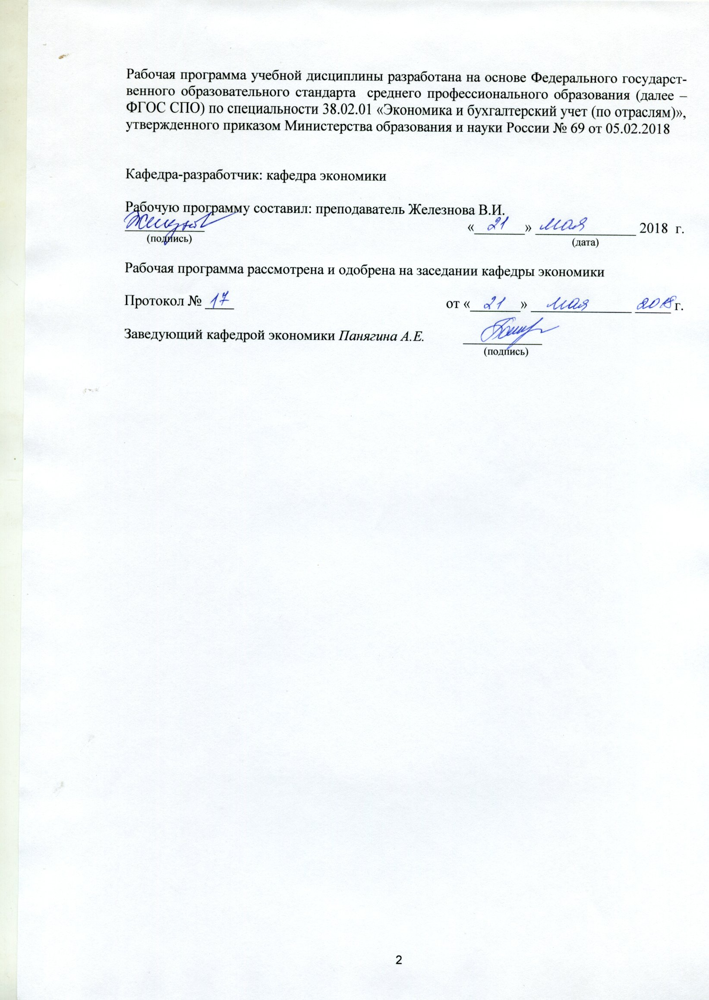 Рабочая программа учебной дисциплины разработана на основе Федерального государст-
венного образовательного стандарта среднего профессионального образования (далее –
ФГОС СПО) по специальности 38.02.01 «Экономика и бухгалтерский учет (по отраслям)»,
утвержденного приказом Министерства образования и науки России № 69 от 05.02.2018
Кафедра-разработчик: кафедра экономики
Рабочую программу составил: преподаватель Железнова В.И.
«21» мая 2018 г.
(подпись) (дата)
Рабочая программа рассмотрена и одобрена на заседании кафедры экономики
Протокол № 17 от «21» мая 2018 г.
Заведующий кафедрой экономики Панягина А.Е.
(подпись)
2